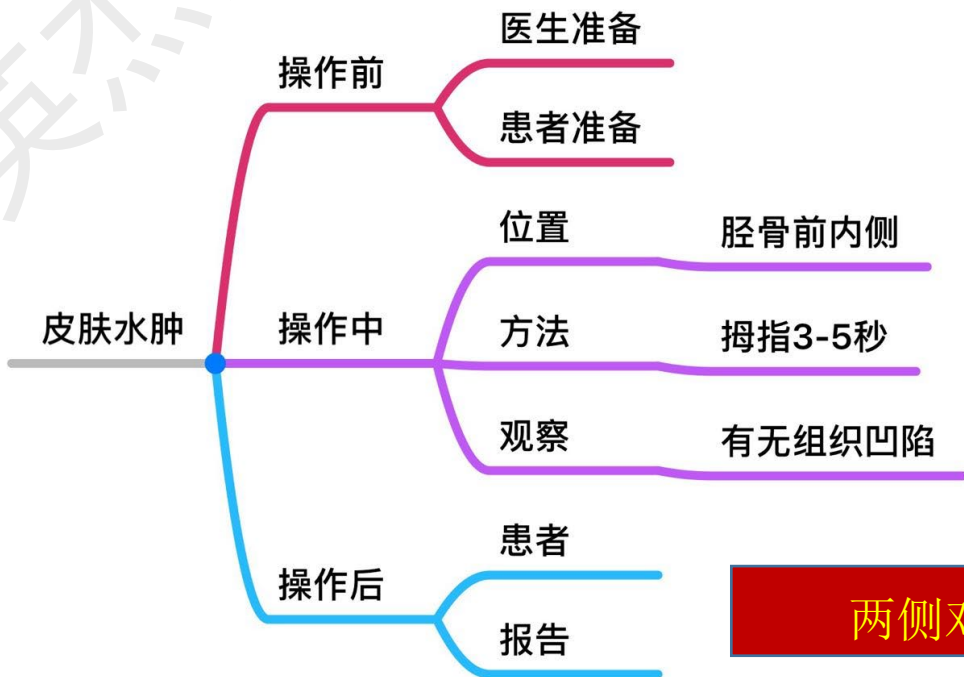 皮肤水肿
操作前
医生准备
患者准备
操作中
位置
胫骨前内侧
方法
拇指3-5秒
观察
有无组织凹陷
操作后
患者
报告
两侧对